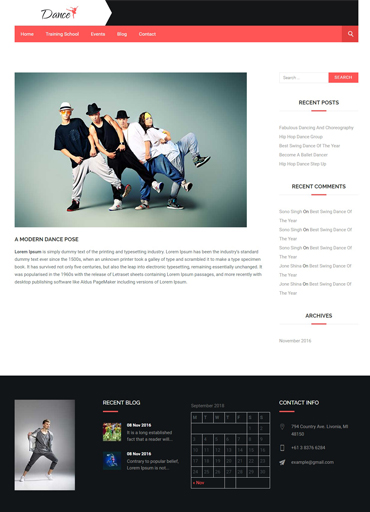 Dance
Home Training School Events Blog Contact
Search ... SEARCH
RECENT POSTS
Fabulous Dancing And Choreography
Hip Hop Dance Group
Best Swing Dance Of The Year
Become A Ballet Dancer
Hip Hop Dance Step Up
RECENT COMMENTS
Sonu Singh On Best Swing Dance Of
The Year
Sonu Singh On Best Swing Dance Of
The Year
Sonu Singh On Best Swing Dance Of
The Year
Jone Shina On Best Swing Dance Of
The Year
Jone Shina On Best Swing Dance Of
The Year
ARCHIVES
November 2016
A MODERN DANCE POSE
Lorem Ipsum is simply dummy text of the printing and typesetting industry. Lorem Ipsum has been the industry's standard
dummy text ever since the 1500s, when an unknown printer took a galley of type and scrambled it to make a type specimen
book. It has survived not only five centuries, but also the leap into electronic typesetting, remaining essentially unchanged. It
was popularised in the 1960s with the release of Letraset sheets containing Lorem Ipsum passages, and more recently with
desktop publishing software like Aldus PageMaker including versions of Lorem Ipsum.
RECENT BLOG
08 Nov 2016
It is a long established
fact that a reader will...
08 Nov 2016
Contrary to popular belief,
Lorem Ipsum is not...
September 2026
M T W T F S S
1 2
3 4 5 6 7 8 9
10 11 12 13 14 15 16
17 18 19 20 21 22 23
24 25 26 27 28 29 30
« Nov
CONTACT INFO
794 Country Ave. Livonia, MI
48150
+61 3 8376 6284
example@gmail.com